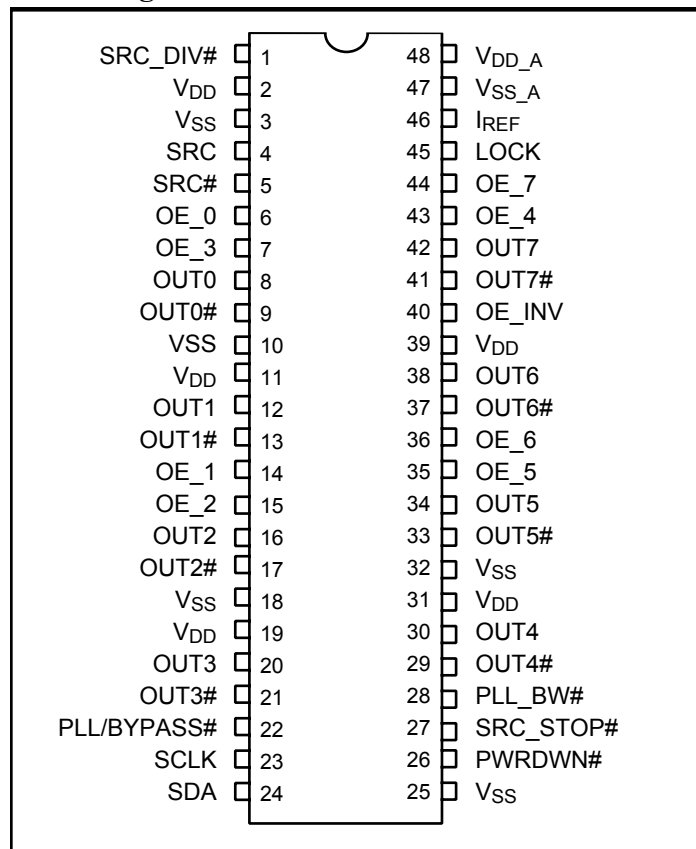 SRC_DIV# 1 48 VDD_A
VDD 2 47 VSS_A
VSS 3 46 IREF
SRC 4 45 LOCK
SRC# 5 44 OE_7
OE_0 6 43 OE_4
OE_3 7 42 OUT7
OUT0 8 41 OUT7#
OUT0# 9 40 OE_INV
VSS 10 39 VDD
VDD 11 38 OUT6
OUT1 12 37 OUT6#
OUT1# 13 36 OE_6
OE_1 14 35 OE_5
OE_2 15 34 OUT5
OUT2 16 33 OUT5#
OUT2# 17 32 VSS
VSS 18 31 VDD
VDD 19 30 OUT4
OUT3 20 29 OUT4#
OUT3# 21 28 PLL_BW#
PLL/BYPASS# 22 27 SRC_STOP#
SCLK 23 26 PWRDWN#
SDA 24 25 VSS